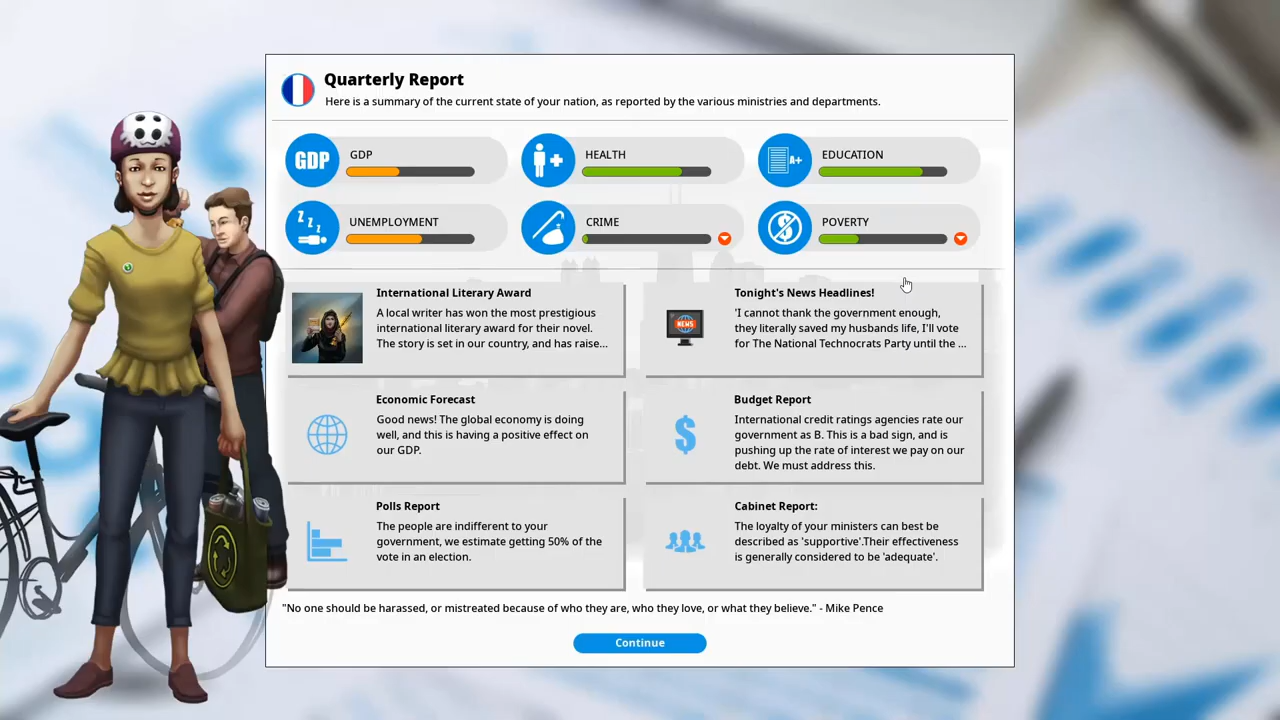 Quarterly Report
Here is a summary of the current state of your nation, as reported by the various ministries and departments.
GDP
GDP
HEALTH
A+
EDUCATION
Z Z Z
UNEMPLOYMENT
CRIME
$
POVERTY
International Literary Award
A local writer has won the most prestigious
international literary award for their novel.
The story is set in our country, and has raise...
NEWS
Tonight's News Headlines!
'I cannot thank the government enough,
they literally saved my husbands life, I'll vote
for The National Technocrats Party until the ...
Economic Forecast
Good news! The global economy is doing
well, and this is having a positive effect on
our GDP.
$
Budget Report
International credit ratings agencies rate our
government as B. This is a bad sign, and is
pushing up the rate of interest we pay on our
debt. We must address this.
Polls Report
The people are indifferent to your
government, we estimate getting 50% of the
vote in an election.
Cabinet Report:
The loyalty of your ministers can best be
described as 'supportive'.Their effectiveness
is generally considered to be 'adequate'.
"No one should be harassed, or mistreated because of who they are, who they love, or what they believe." - Mike Pence
Continue